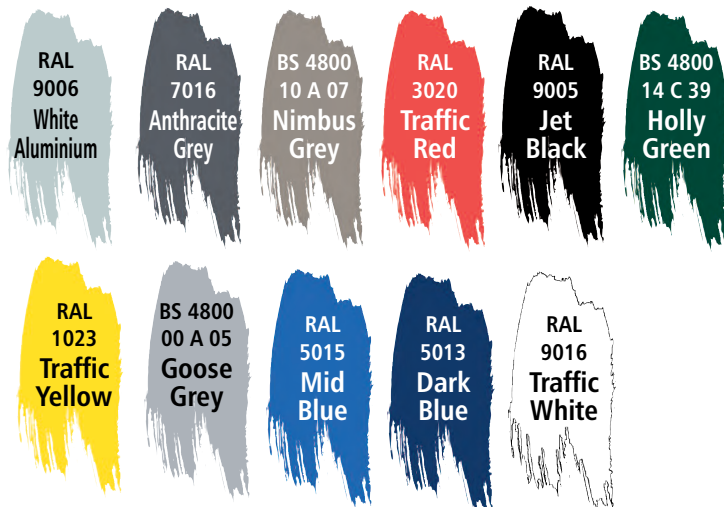 RAL
9006
White
Aluminium
RAL
7016
Anthracite
Grey
BS 4800
10 A 07
Nimbus
Grey
RAL
3020
Traffic
Red
RAL
9005
Jet
Black
BS 4800
14 C 39
Holly
Green
RAL
1023
Traffic
Yellow
BS 4800
00 A 05
Goose
Grey
RAL
5015
Mid
Blue
RAL
5013
Dark
Blue
RAL
9016
Traffic
White